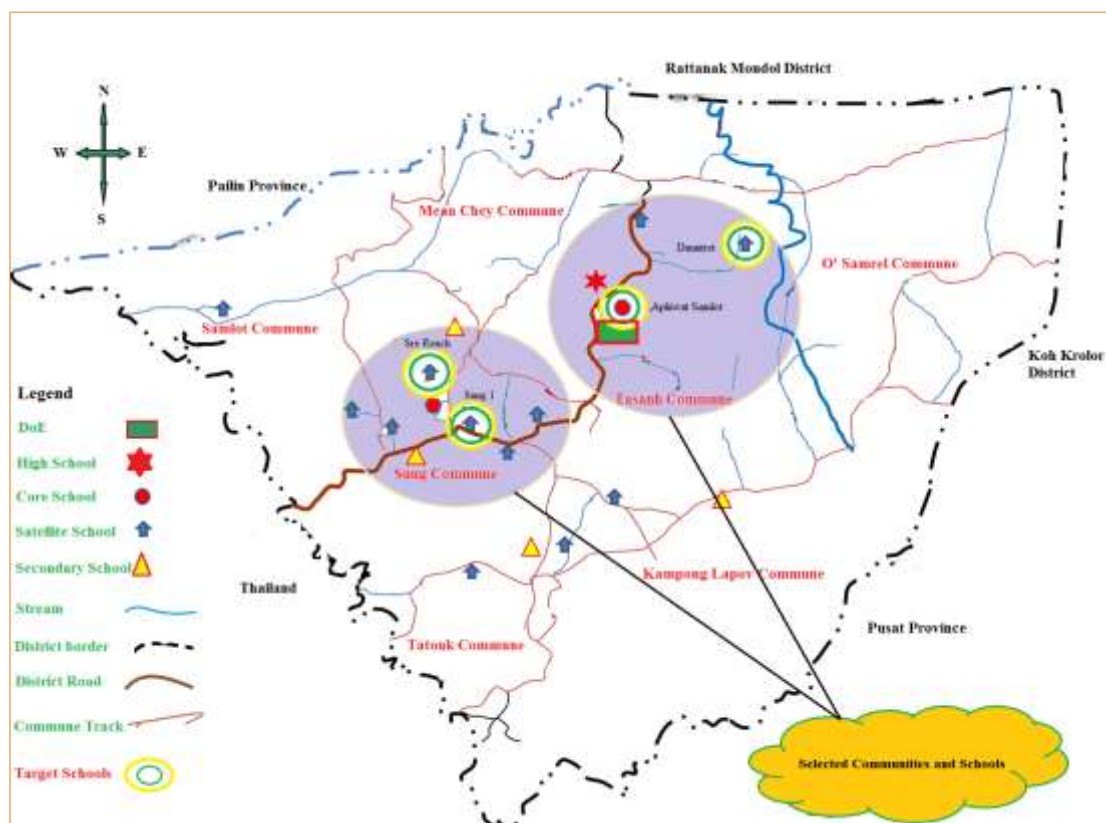 Rattanak Mondol District
N
W E
S
Pailin Province
Mean Chey Commune
O' Samrel Commune
Samlot Commune
Sre Reach
Sung 1
Koh Krolor
District
Tasanh Commune
Sung Commune
Kampong Lapov Commune
Thailand
Tatouk Commune
Pusat Province
Selected Communities and Schools
Legend
DoE
High School
Core School
Satellite School
Secondary School
Stream
District border
District Road
Commune Track
Target Schools